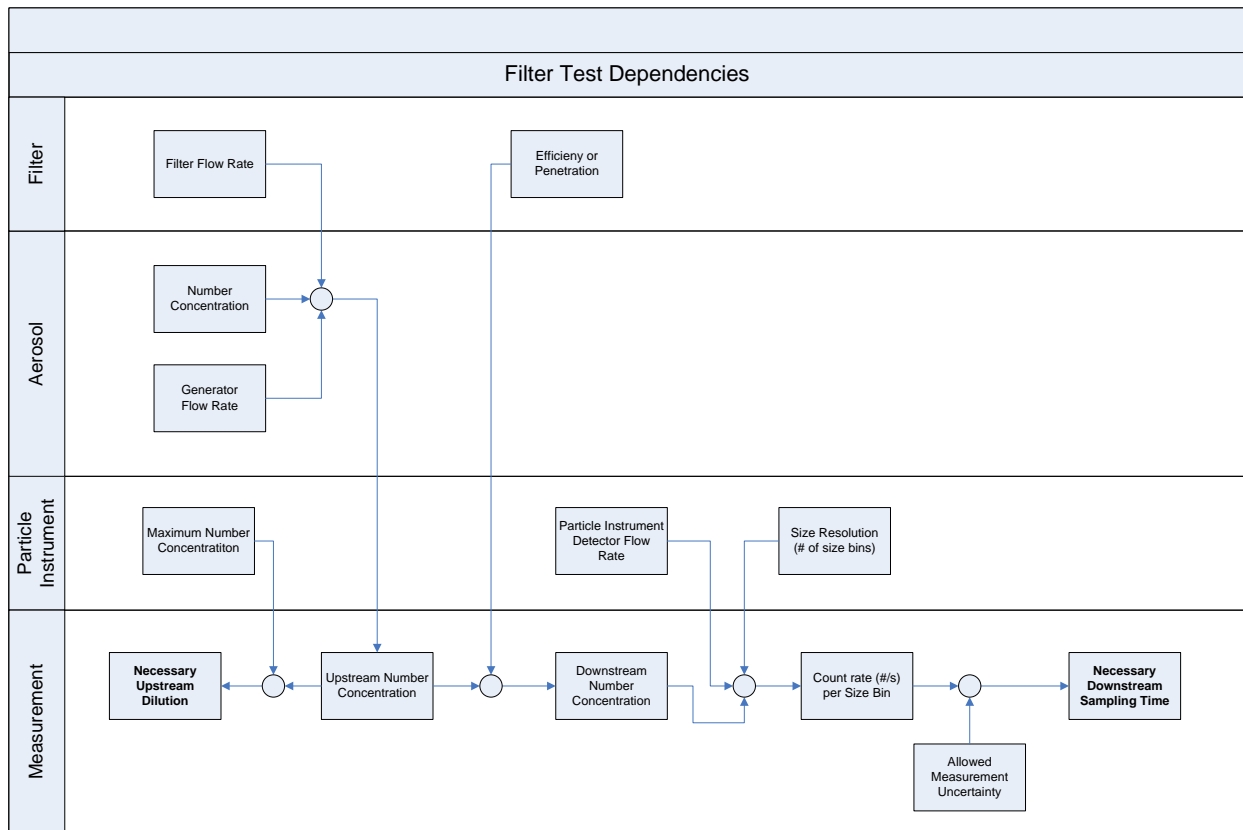 Filter Test Dependencies
Filter
Filter Flow Rate
Efficieny or
Penetration
Aerosol
Number
Concentration
Generator
Flow Rate
Particle
Instrument
Maximum Number
Concentratiton
Particle Instrument
Detector Flow
Rate
Size Resolution
(# of size bins)
Measurement
Necessary
Upstream
Dilution
Upstream Number
Concentration
Downstream
Number
Concentration
Count rate (#/s)
per Size Bin
Necessary
Downstream
Sampling Time
Allowed
Measurement
Uncertainty